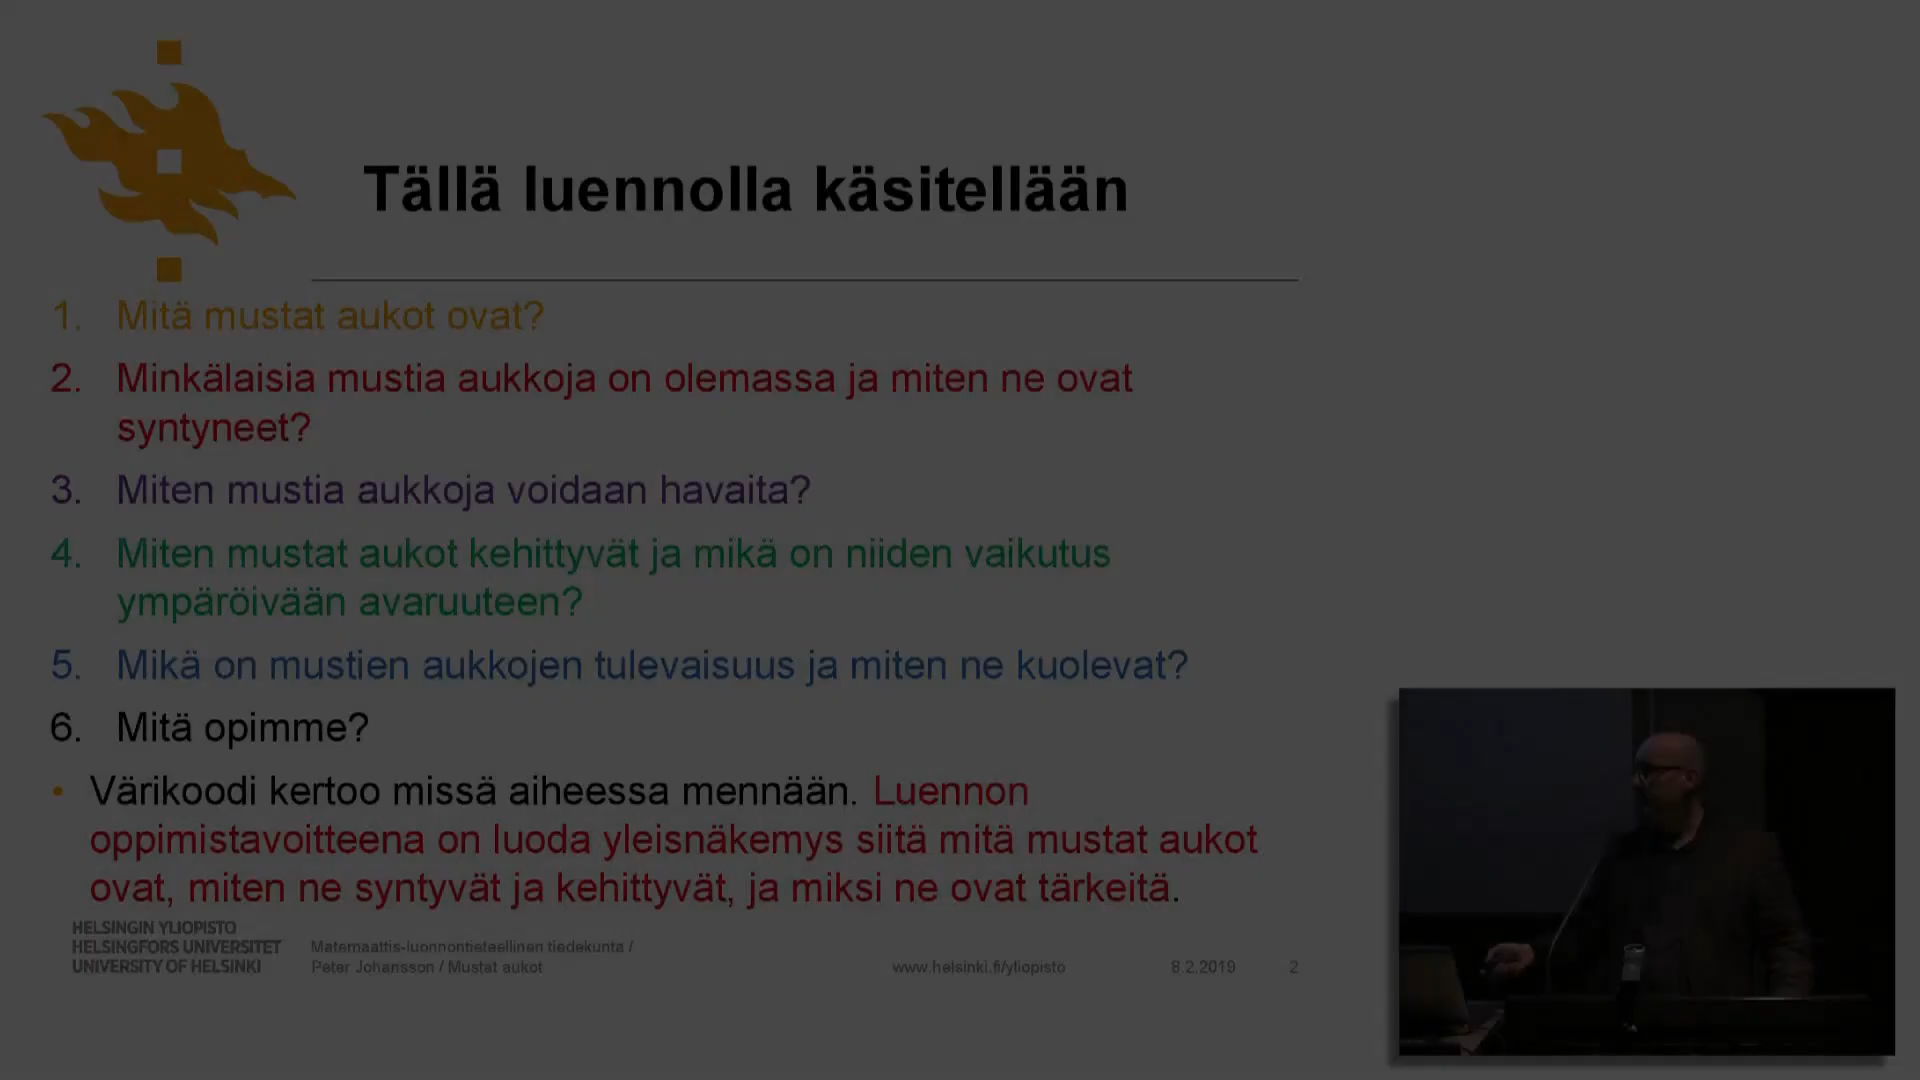 Tällä luennolla käsitellään
1. Mitä mustat aukot ovat?
2. Minkälaisia mustia aukkoja on olemassa ja miten ne ovat
syntyneet?
3. Miten mustia aukkoja voidaan havaita?
4. Miten mustat aukot kehittyvät ja mikä on niiden vaikutus
ympäröivään avaruuteen?
5. Mikä on mustien aukkojen tulevaisuus ja miten ne kuolevat?
6. Mitä opimme?
• Värikoodi kertoo missä aiheessa mennään. Luennon
oppimistavoitteena on luoda yleisnäkemys siitä mitä mustat aukot
ovat, miten ne syntyvät ja kehittyvät, ja miksi ne ovat tärkeitä.
HELSINGIN YLIOPISTO
HELSINGFORS UNIVERSITET
UNIVERSITY OF HELSINKI
Matemaattis-luonnontieteellinen tiedekunta /
Peter Johansson / Mustat aukot
www.helsinki.fi/yliopisto
8.2.2019
2